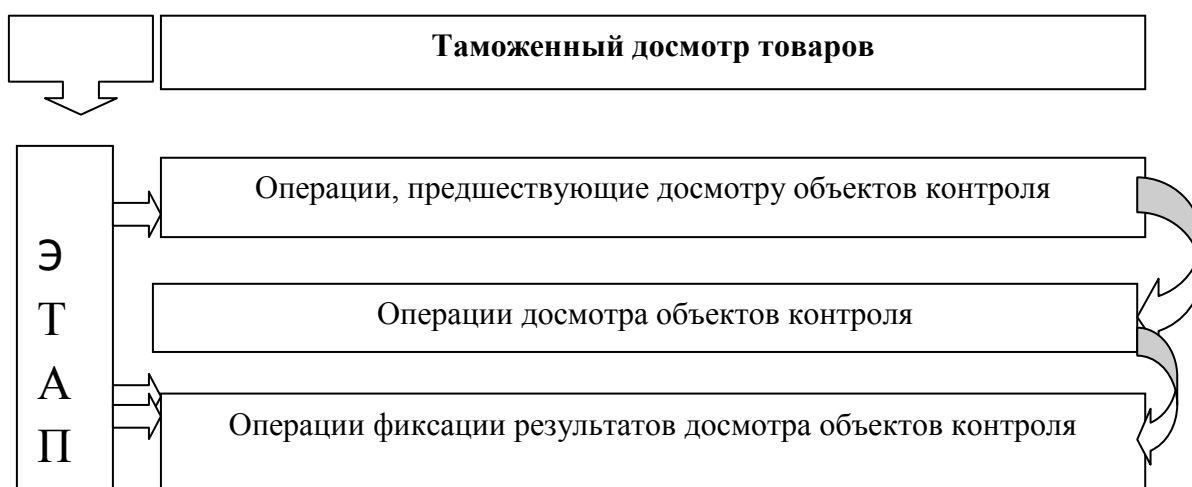 Таможенный досмотр товаров
Операции, предшествующие досмотру объектов контроля
Операции досмотра объектов контроля
Операции фиксации результатов досмотра объектов контроля
Э
Т
А
П